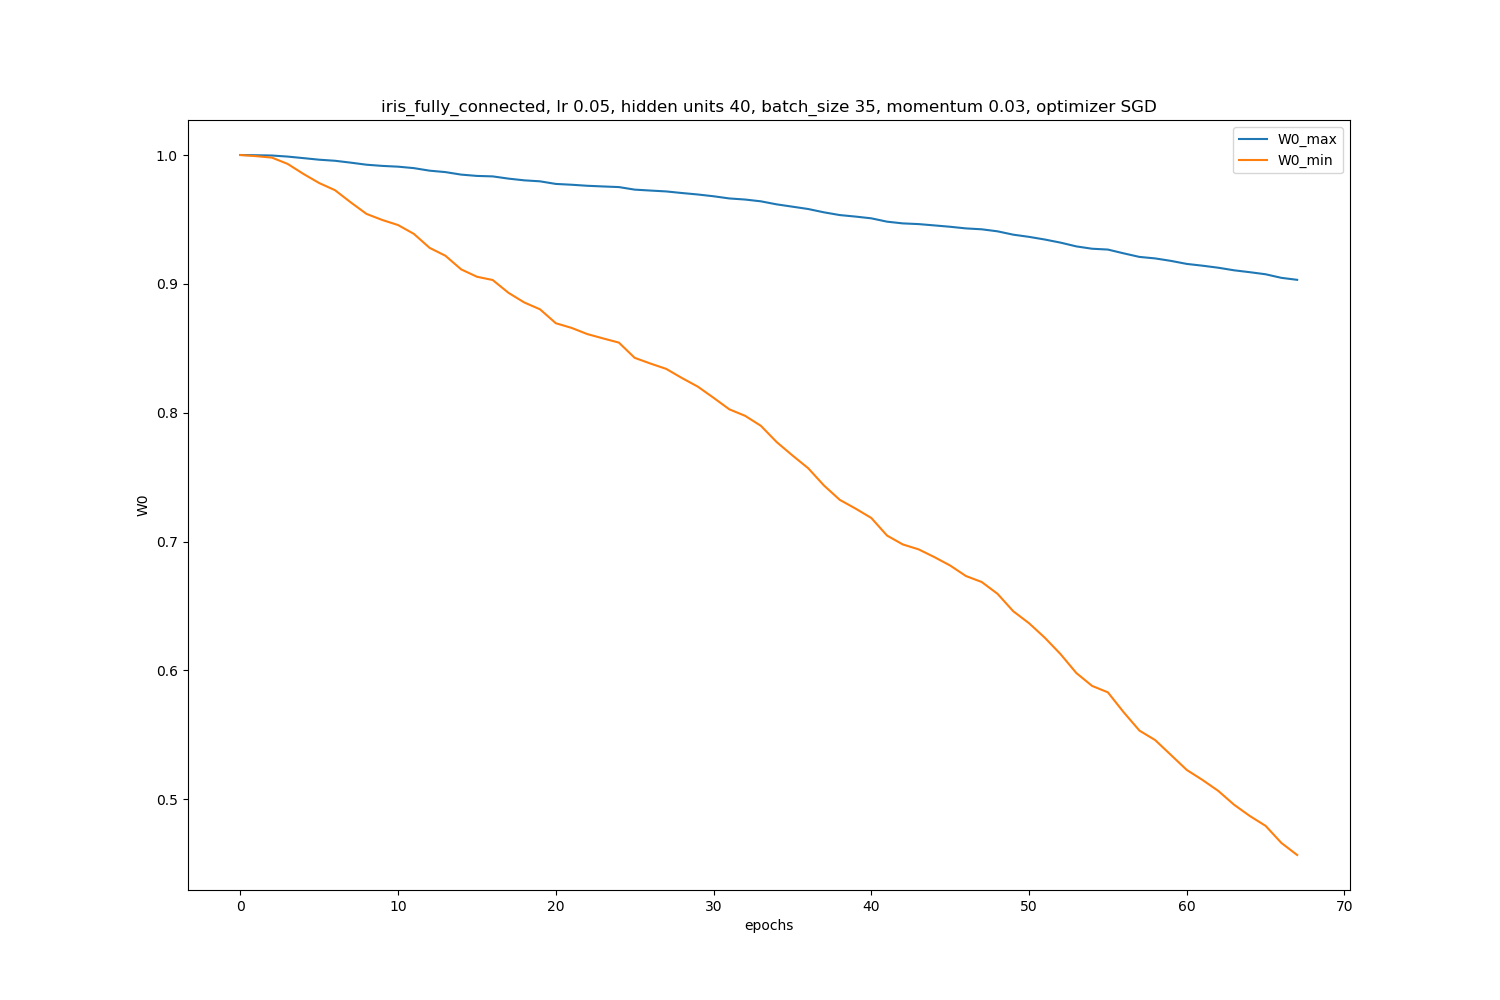 iris_fully_connected, lr 0.05, hidden units 40, batch_size 35, momentum 0.03, optimizer SGD
W0_max
W0_min
1.0
0.9
0.8
0.7
0.6
0.5
W0
0 10 20 30 40 50 60 70
epochs